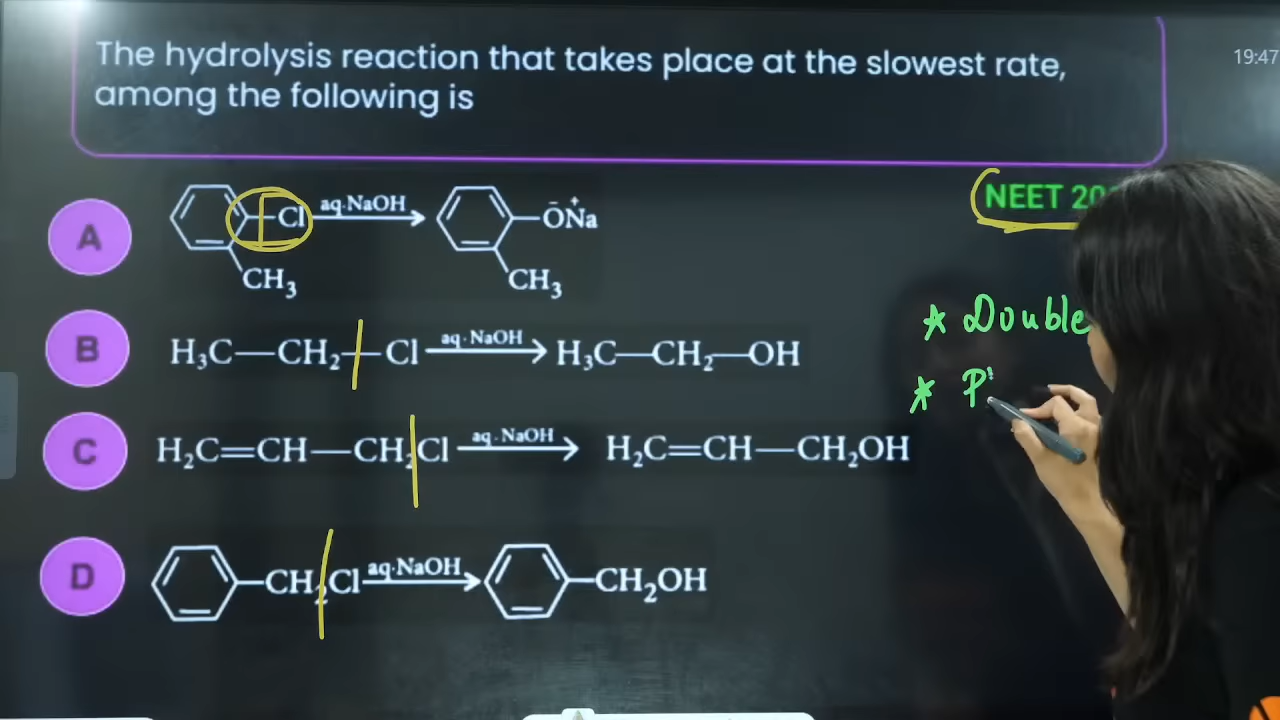 The hydrolysis reaction that takes place at the slowest rate,
among the following is
19:47
NEET 20
A
Cl
aq.NaOH
ŌN̊a
CH₃
CH₃
B
H₃C—CH₂—Cl
aq.NaOH
H₃C—CH₂—OH
C
H₂C=CH—CH₂Cl
aq.NaOH
H₂C=CH—CH₂OH
D
CH₂Cl
aq.NaOH
CH₂OH
* Double
* P